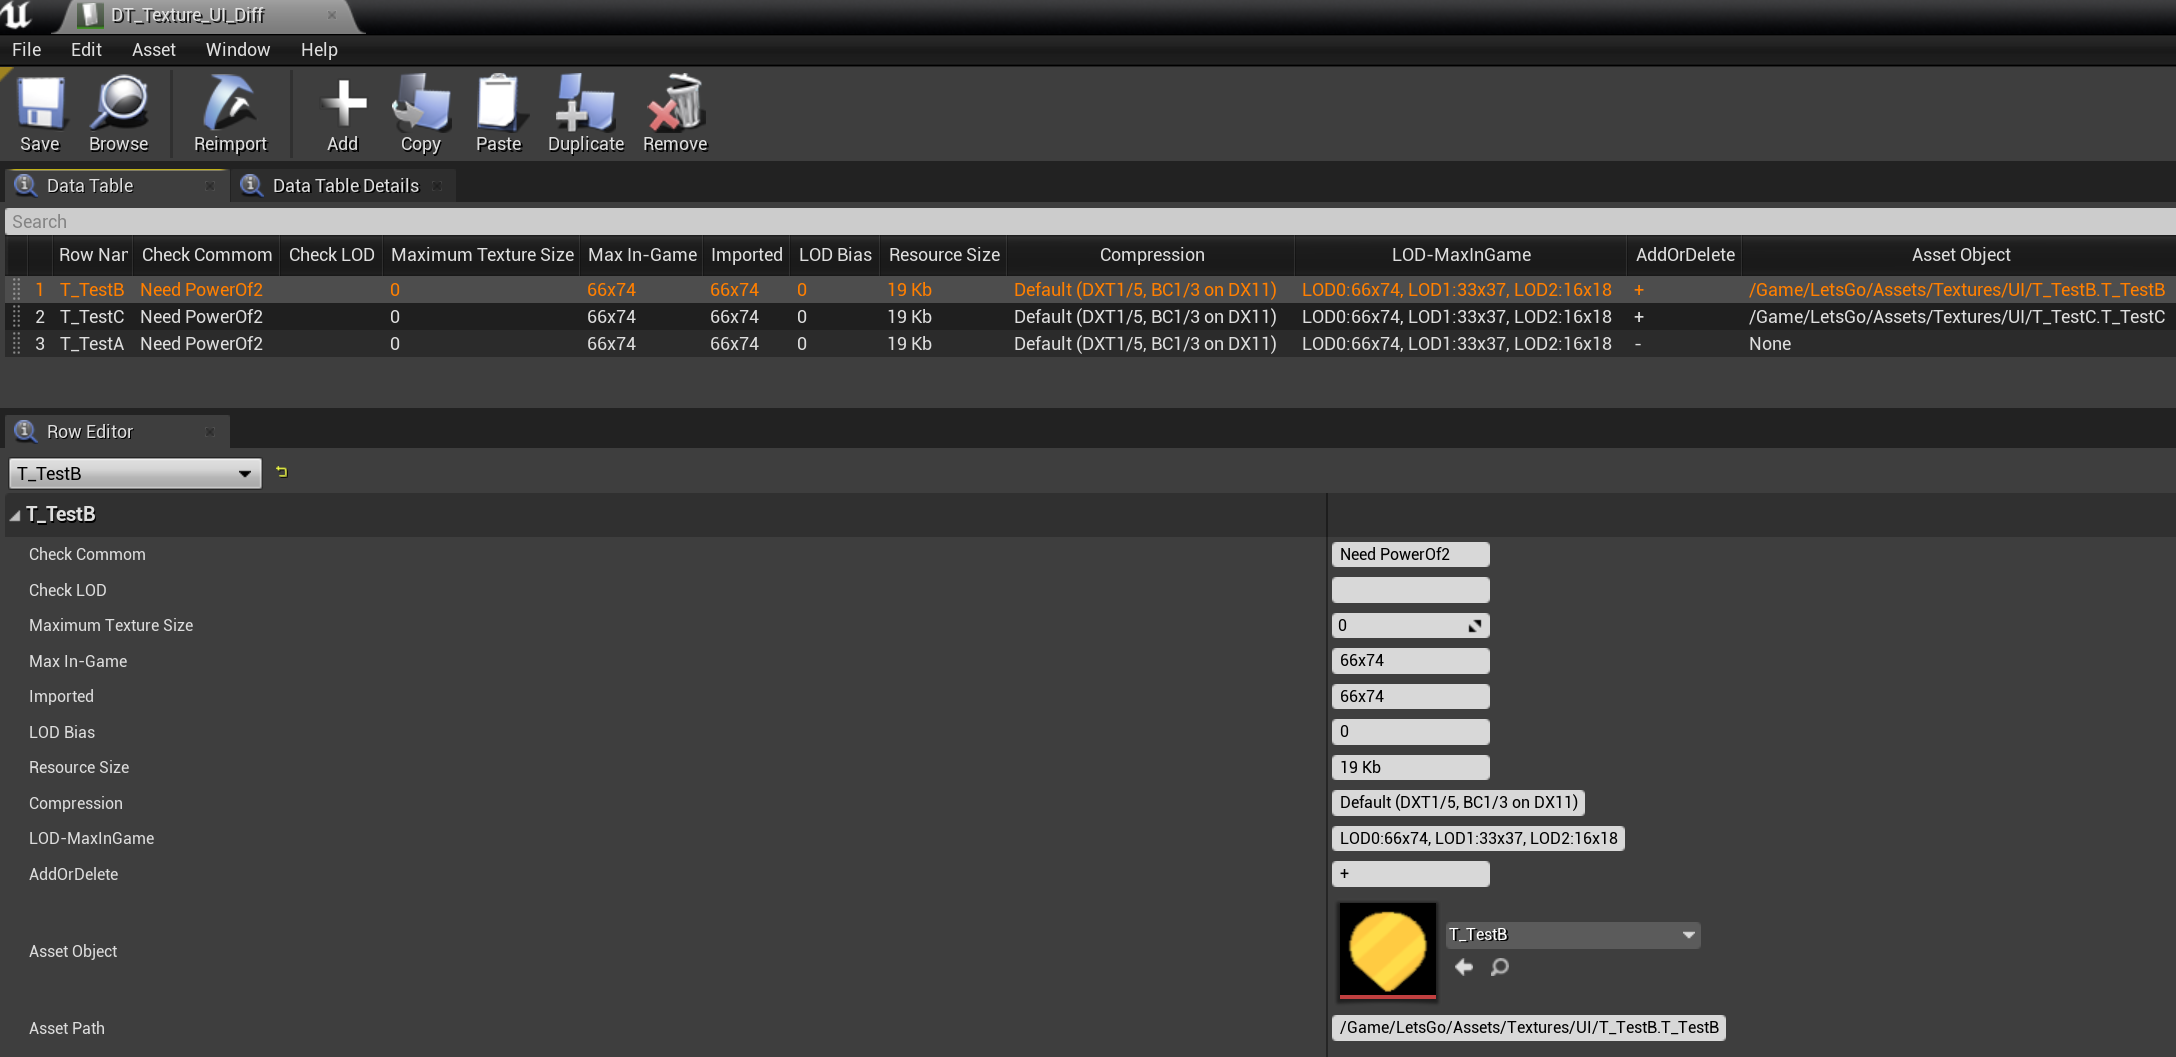 DT_Texture_UI_Diff
File Edit Asset Window Help
Save Browse Reimport Add Copy Paste Duplicate Remove
Data Table Data Table Details
Search
Row Nar Check Commom Check LOD Maximum Texture Size Max In-Game Imported LOD Bias Resource Size Compression LOD-MaxInGame AddOrDelete Asset Object
1 T_TestB Need PowerOf2 0 66x74 66x74 0 19 Kb Default (DXT1/5, BC1/3 on DX11) LOD0:66x74, LOD1:33x37, LOD2:16x18 + /Game/LetsGo/Assets/Textures/UI/T_TestB.T_TestB
2 T_TestC Need PowerOf2 0 66x74 66x74 0 19 Kb Default (DXT1/5, BC1/3 on DX11) LOD0:66x74, LOD1:33x37, LOD2:16x18 + /Game/LetsGo/Assets/Textures/UI/T_TestC.T_TestC
3 T_TestA Need PowerOf2 0 66x74 66x74 0 19 Kb Default (DXT1/5, BC1/3 on DX11) LOD0:66x74, LOD1:33x37, LOD2:16x18 - None
Row Editor
T_TestB
T_TestB
Check Commom Need PowerOf2
Check LOD
Maximum Texture Size 0
Max In-Game 66x74
Imported 66x74
LOD Bias 0
Resource Size 19 Kb
Compression Default (DXT1/5, BC1/3 on DX11)
LOD-MaxInGame LOD0:66x74, LOD1:33x37, LOD2:16x18
AddOrDelete +
Asset Object T_TestB
Asset Path /Game/LetsGo/Assets/Textures/UI/T_TestB.T_TestB